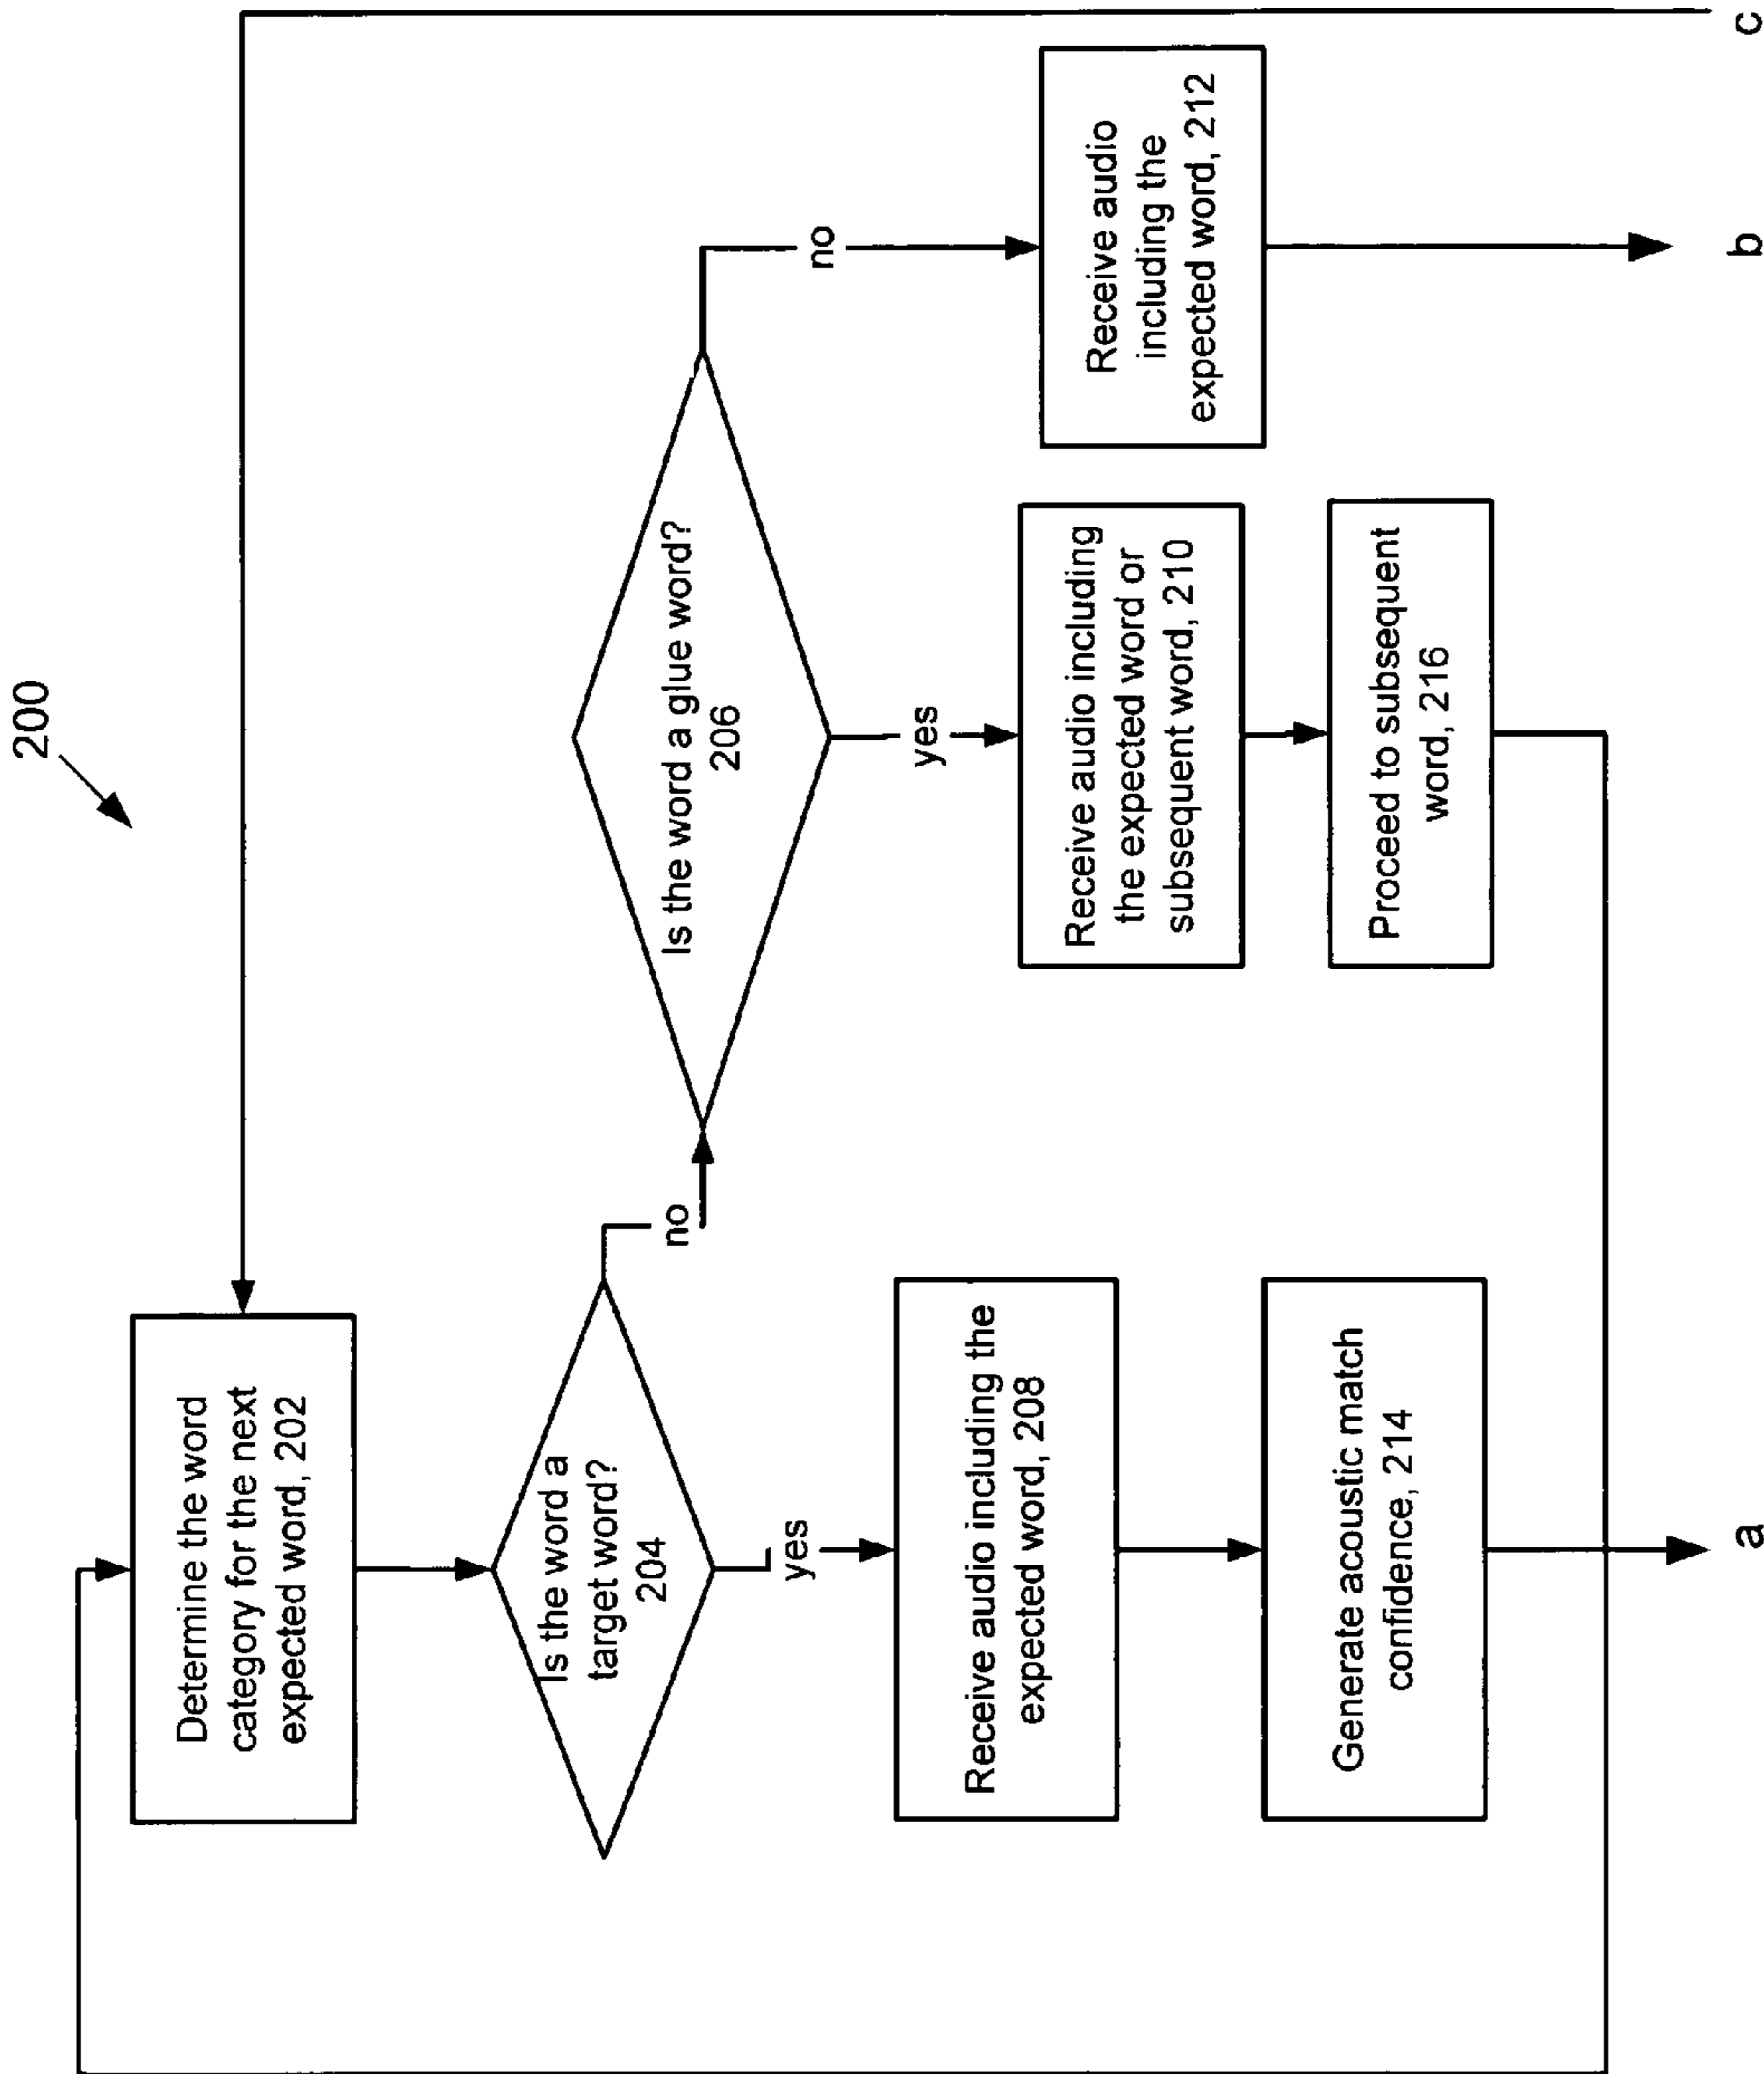 200
Determine the word
category for the next
expected word, 202
Is the word a
target word?
204
no
yes
Is the word a glue word?
206
no
yes
Receive audio including the
expected word, 208
Receive audio including
the expected word or
subsequent word, 210
Receive audio
including the
expected word, 212
Generate acoustic match
confidence, 214
Proceed to subsequent
word, 216
a
b
c